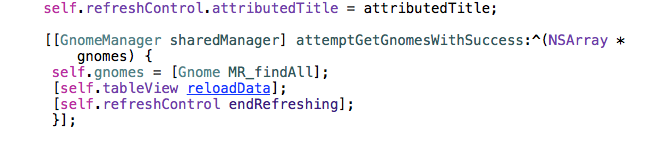 self.refreshControl.attributedTitle = attributedTitle;
[[GnomeManager sharedManager] attemptGetGnomesWithSuccess:^(NSArray *
gnomes) {
self.gnomes = [Gnome MR_findAll];
[self.tableView reloadData];
[self.refreshControl endRefreshing];
}];